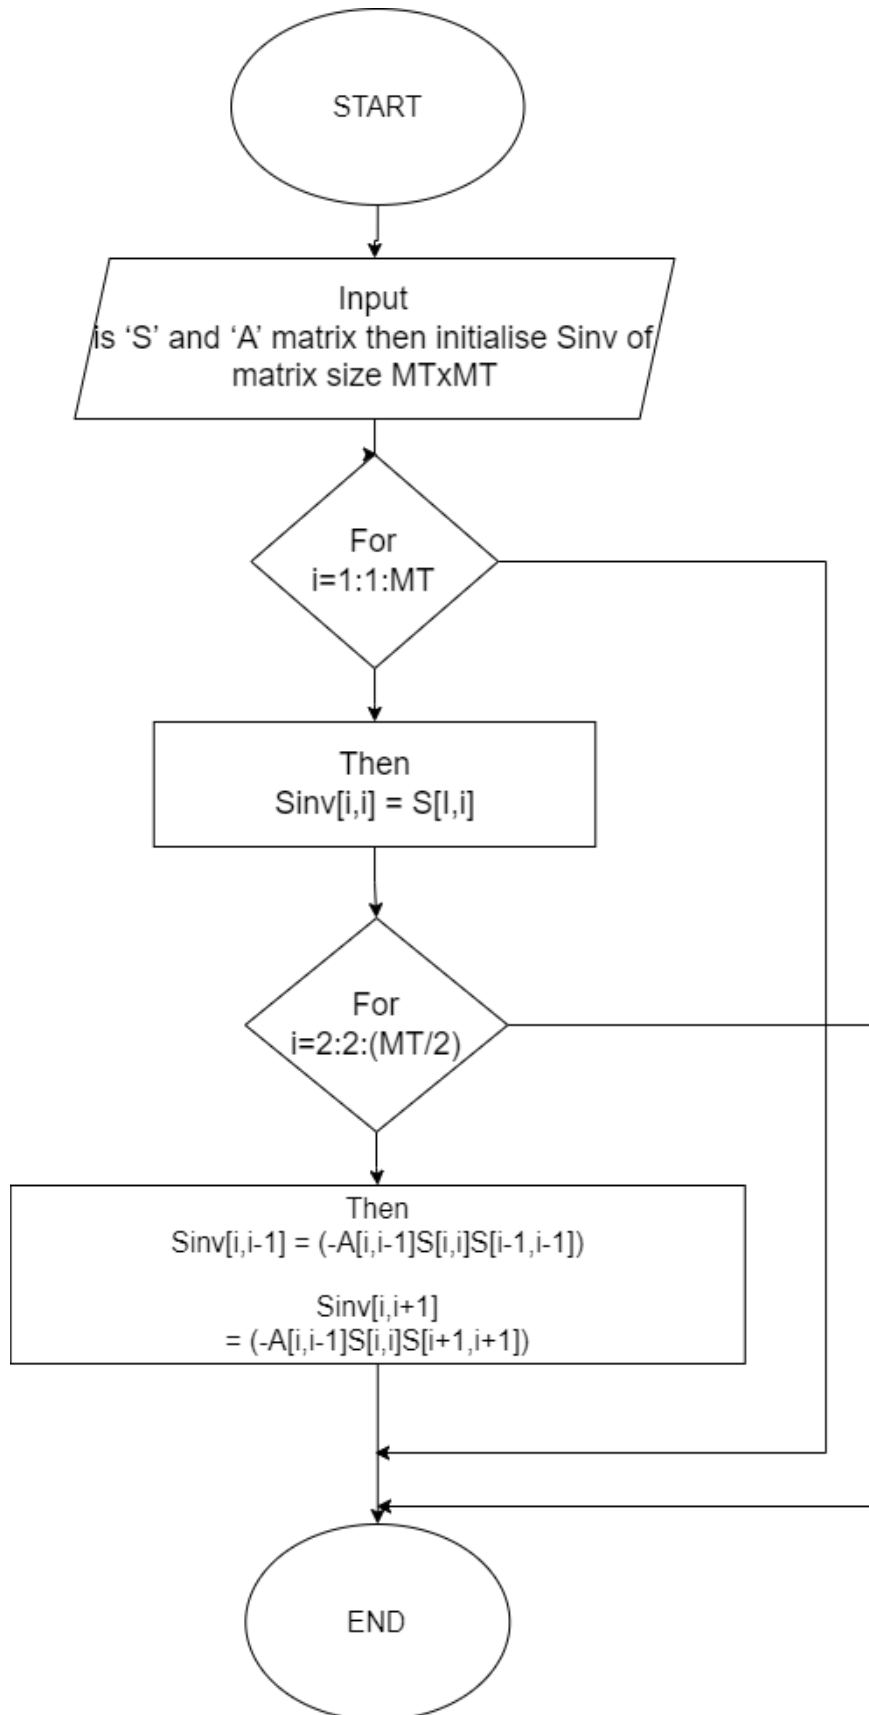 START
Input
is ‘S’ and ‘A’ matrix then initialise Sinv of
matrix size MTxMT
For
i=1:1:MT
Then
Sinv[i,i] = S[I,i]
For
i=2:2:(MT/2)
Then
Sinv[i,i-1] = (-A[i,i-1]S[i,i]S[i-1,i-1])
Sinv[i,i+1]
= (-A[i,i-1]S[i,i]S[i+1,i+1])
END